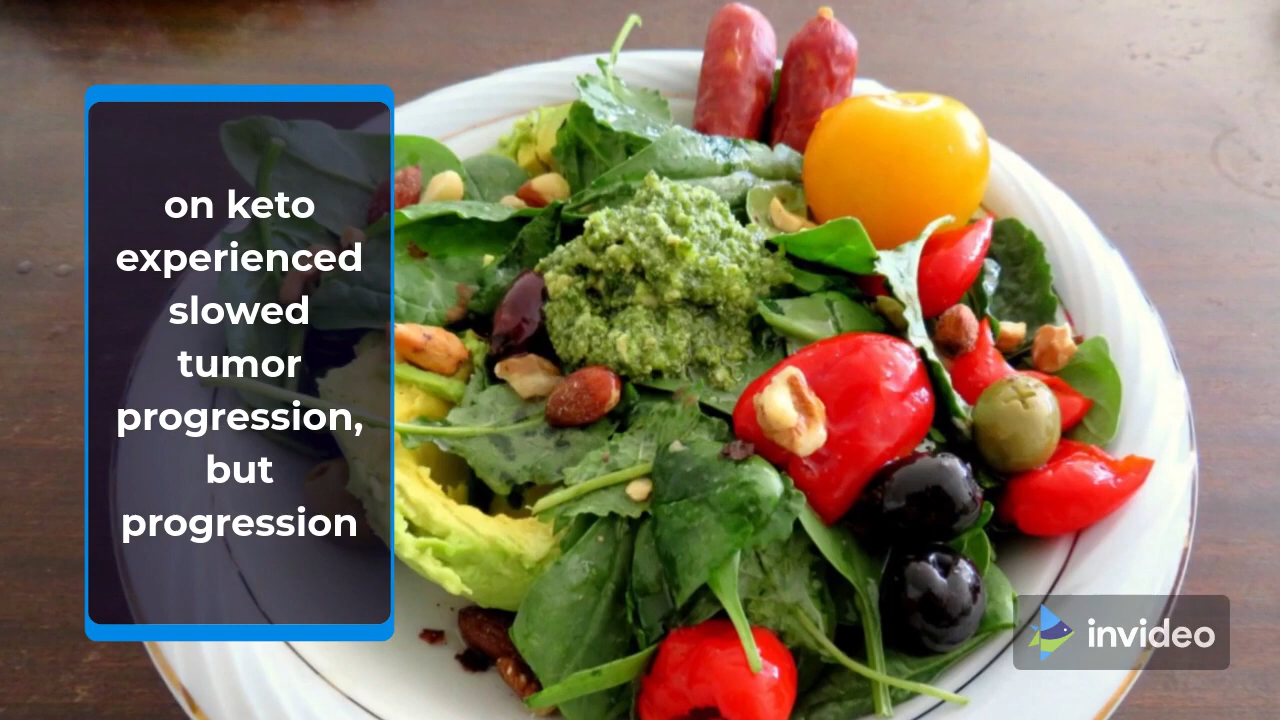 on keto
experienced
slowed
tumor
progression,
but
progression
invideo